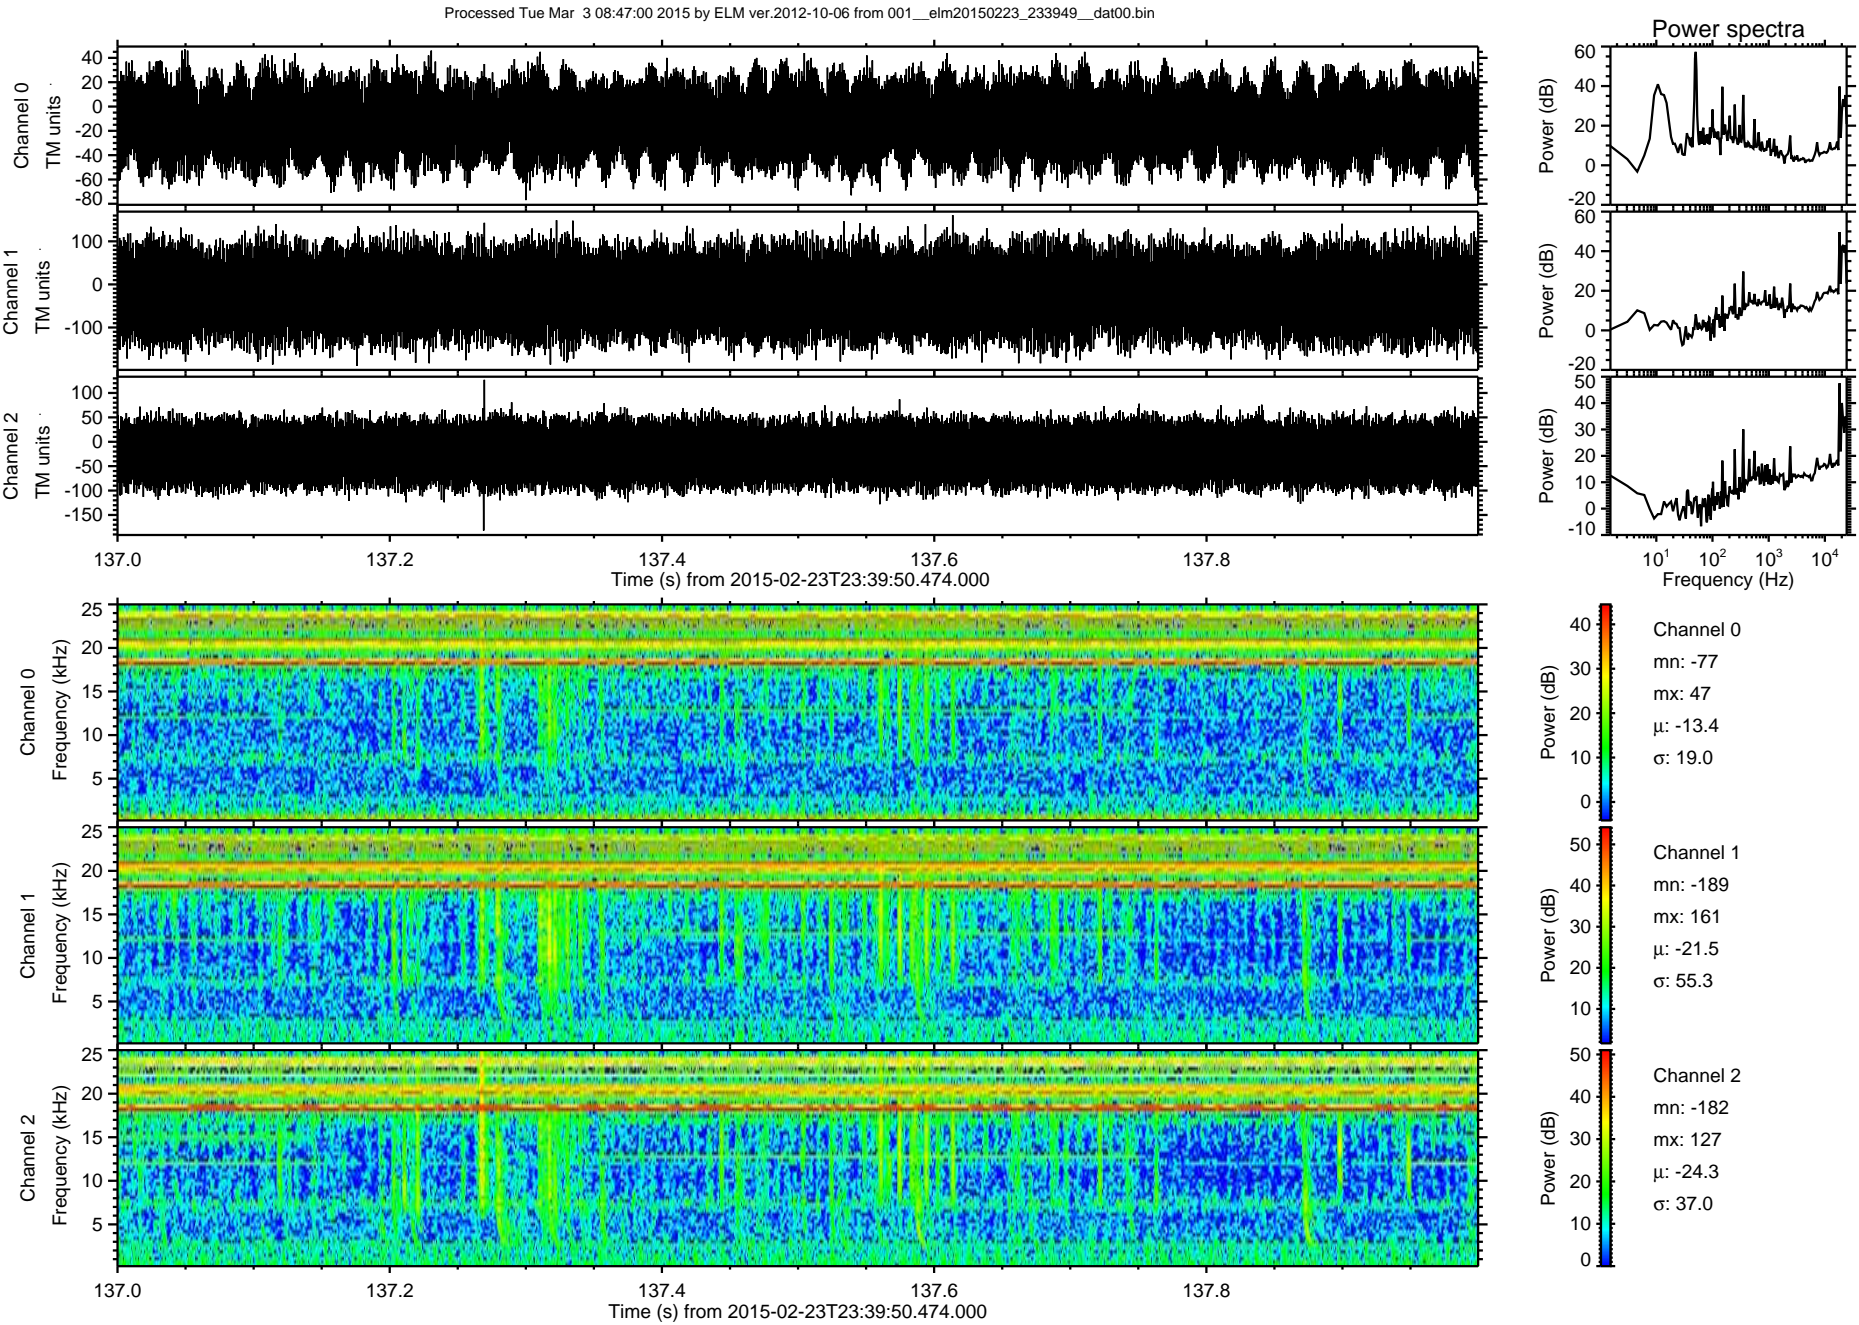 Processed Tue Mar  3 08:47:00 2015 by ELM ver.2012-10-06 from 001__elm20150223_233949__dat00.bin
Power spectra
Channel 0
TM units
40
20
0
-20
-40
-60
-80
Power (dB)
60
40
20
0
-20
Channel 1
TM units
100
0
-100
Power (dB)
60
40
20
0
-20
Channel 2
TM units
100
50
0
-50
-100
-150
Power (dB)
50
40
30
20
10
0
-10
137.0 137.2 137.4 137.6 137.8
Time (s) from 2015-02-23T23:39:50.474.000
10^1 10^2 10^3 10^4
Frequency (Hz)
Channel 0
Frequency (kHz)
25
20
15
10
5
Power (dB)
40
30
20
10
0
Channel 0
mn: -77
mx: 47
μ: -13.4
σ: 19.0
Channel 1
Frequency (kHz)
25
20
15
10
5
Power (dB)
50
40
30
20
10
Channel 1
mn: -189
mx: 161
μ: -21.5
σ: 55.3
Channel 2
Frequency (kHz)
25
20
15
10
5
Power (dB)
50
40
30
20
10
0
Channel 2
mn: -182
mx: 127
μ: -24.3
σ: 37.0
137.0 137.2 137.4 137.6 137.8
Time (s) from 2015-02-23T23:39:50.474.000